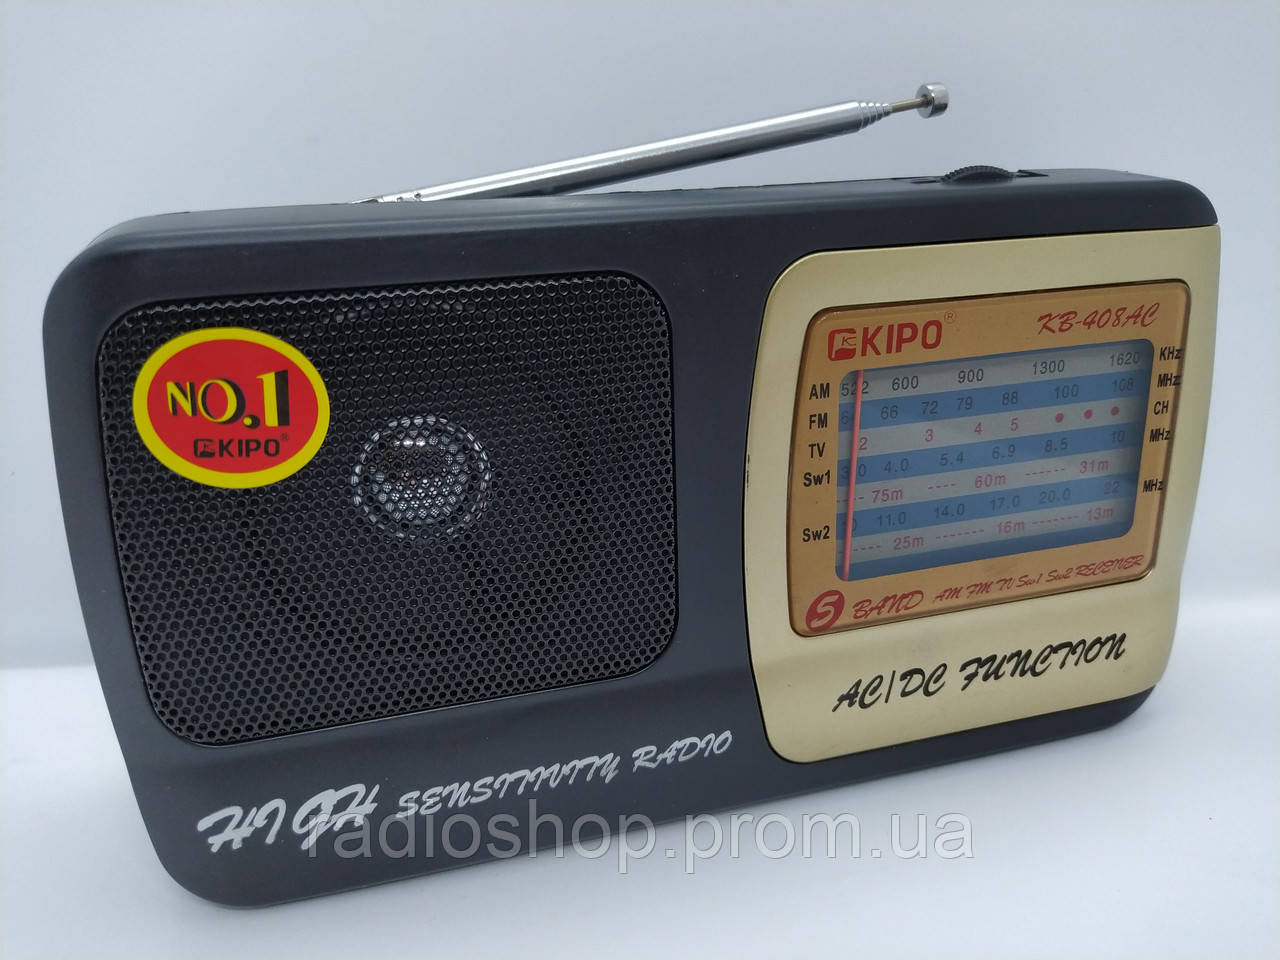 NO.1
KIPO®
KIPO® KB-408AC
AM 522 600 900 1300 1620 KHz
FM 66 72 79 88 100 108 MHz
TV 2 3 4 5 CH
Sw1 4.0 5.4 6.9 8.5 10 MHz
75m ---- 60m ------- 31m
Sw2 11.0 14.0 17.0 20.0 22 MHz
25m 16m 13m
5 BAND AM FM TV Sw1 Sw2 RECEIVER
AC/DC FUNCTION
HIGH SENSITIVITY RADIO
radioshop.prom.ua